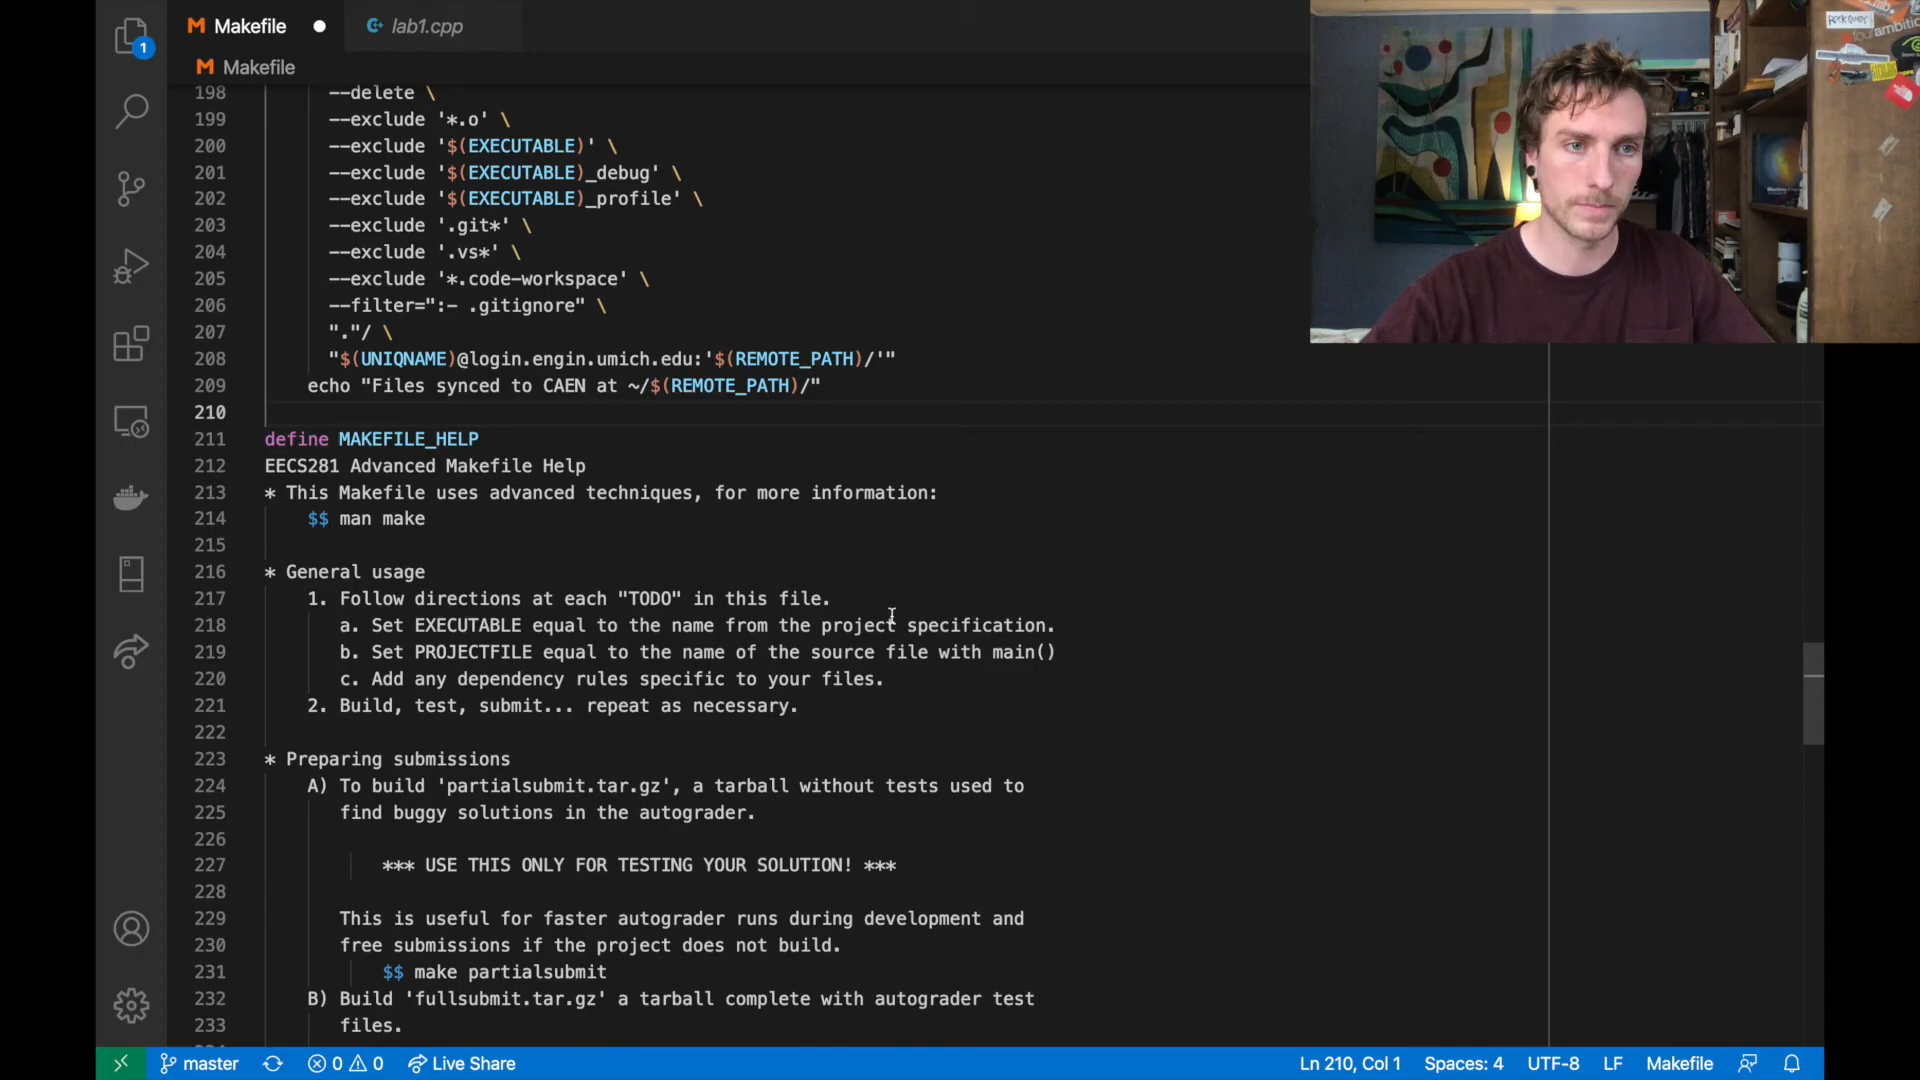 1
Makefile
lab1.cpp
Makefile
198 --delete \
199 --exclude '*.o' \
200 --exclude '$(EXECUTABLE)' \
201 --exclude '$(EXECUTABLE)_debug' \
202 --exclude '$(EXECUTABLE)_profile' \
203 --exclude '.git*' \
204 --exclude '.vs*' \
205 --exclude '*.code-workspace' \
206 --filter=":- .gitignore" \
207 "."/ \
208 "$(UNIQNAME)@login.engin.umich.edu:'$(REMOTE_PATH)/'"
209 echo "Files synced to CAEN at ~/$(REMOTE_PATH)/"
210
211 define MAKEFILE_HELP
212 EECS281 Advanced Makefile Help
213 * This Makefile uses advanced techniques, for more information:
214 $$ man make
215
216 * General usage
217 1. Follow directions at each "TODO" in this file.
218 a. Set EXECUTABLE equal to the name from the project specification.
219 b. Set PROJECTFILE equal to the name of the source file with main()
220 c. Add any dependency rules specific to your files.
221 2. Build, test, submit... repeat as necessary.
222
223 * Preparing submissions
224 A) To build 'partialsubmit.tar.gz', a tarball without tests used to
225 find buggy solutions in the autograder.
226
227 *** USE THIS ONLY FOR TESTING YOUR SOLUTION! ***
228
229 This is useful for faster autograder runs during development and
230 free submissions if the project does not build.
231 $$ make partialsubmit
232 B) Build 'fullsubmit.tar.gz' a tarball complete with autograder test
233 files.
master 0 0 Live Share Ln 210, Col 1 Spaces: 4 UTF-8 LF Makefile